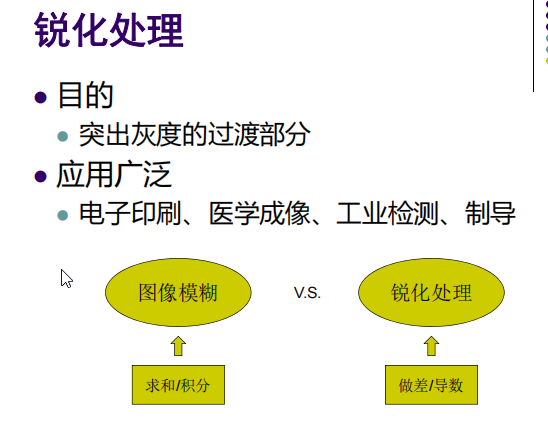 锐化处理
目的
突出灰度的过渡部分
应用广泛
电子印刷、医学成像、工业检测、制导
图像模糊 V.S. 锐化处理
求和/积分 做差/导数